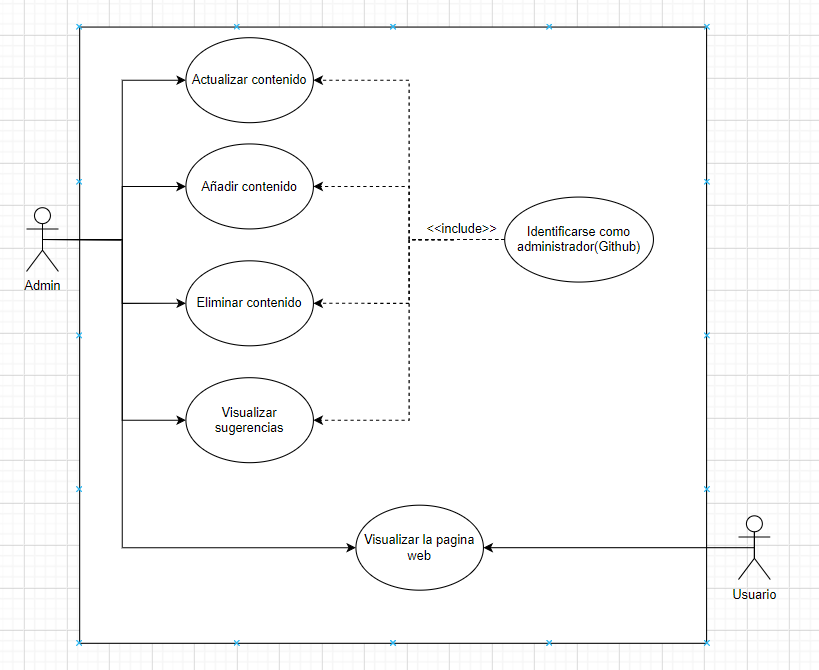 Actualizar contenido
Añadir contenido
<<include>>
Identificarse como
administrador(Github)
Admin
Eliminar contenido
Visualizar
sugerencias
Visualizar la pagina
web
Usuario